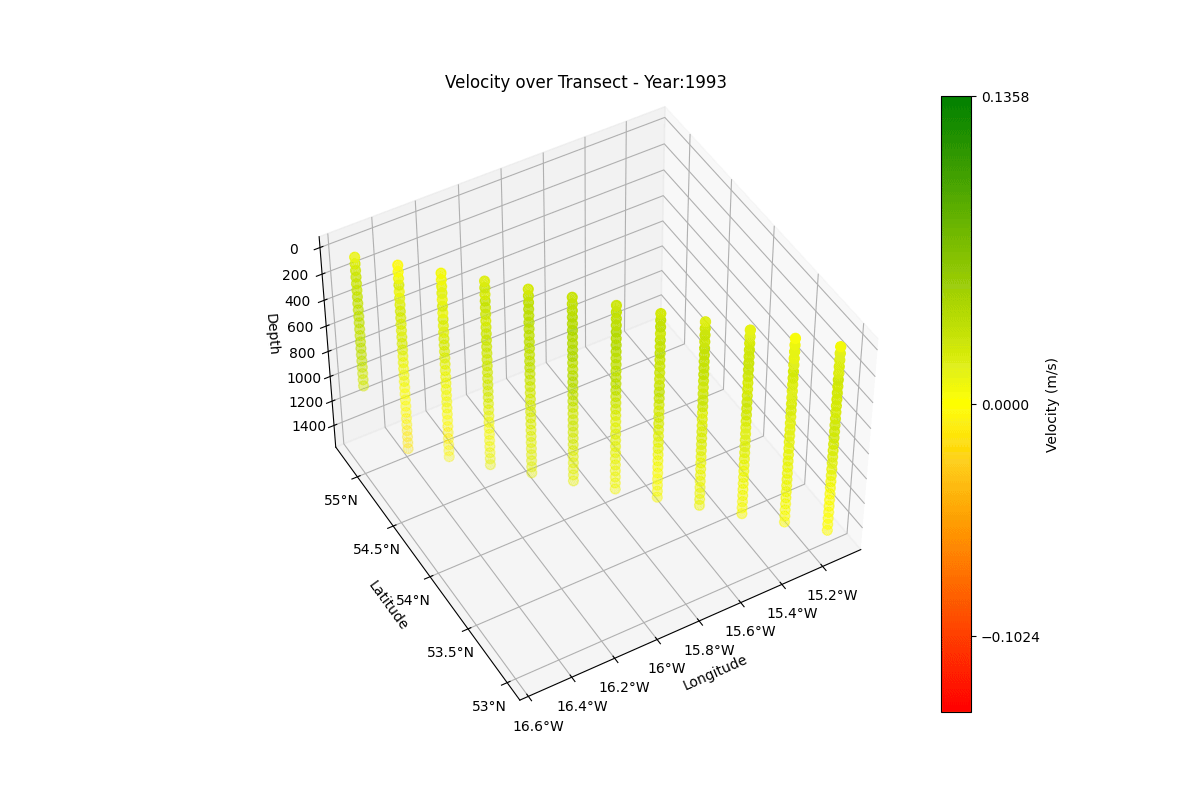 Velocity over Transect - Year:1993
0.1358
0.0000
−0.1024
Velocity (m/s)
0
200
400
600
800
1000
1200
1400
Depth
55°N
54.5°N
54°N
53.5°N
53°N
Latitude
16.6°W
16.4°W
16.2°W
16°W
15.8°W
15.6°W
15.4°W
15.2°W
Longitude